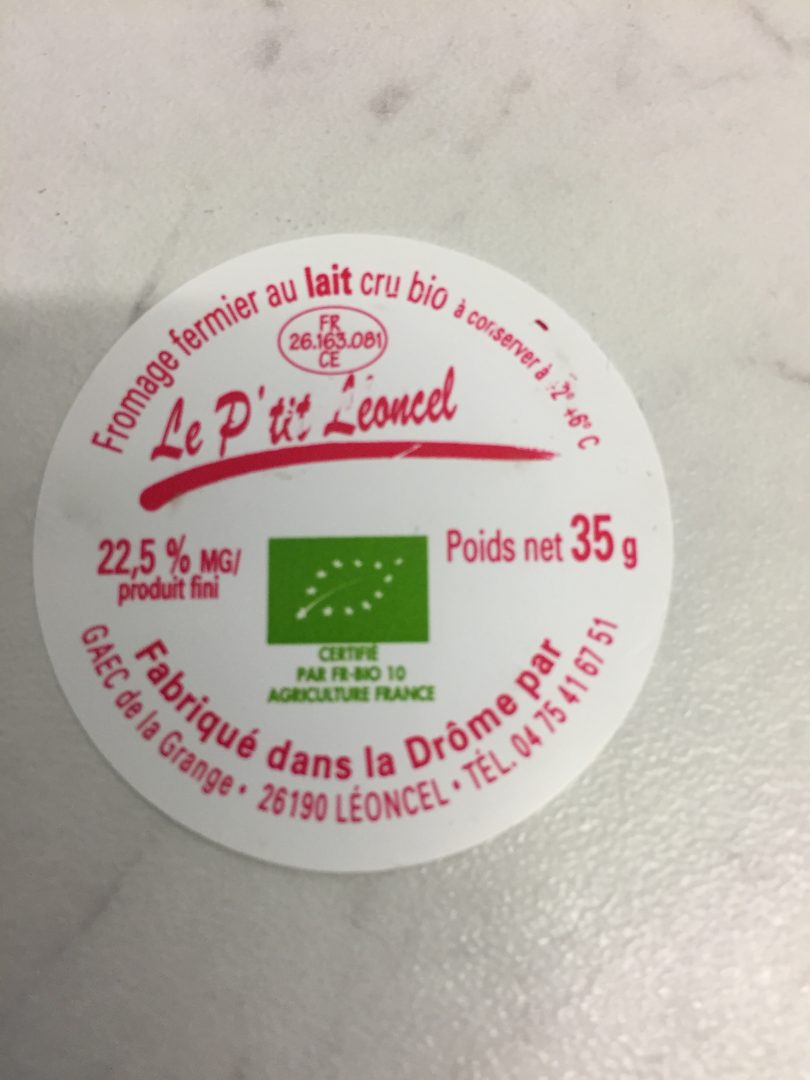 Fromage fermier au lait cru bio
à conserver à +2° +6° C
FR
26.163.081
CE
Le P'tit Léoncel
22,5 % MG/
produit fini
Poids net 35 g
CERTIFIÉ
PAR FR-BIO 10
AGRICULTURE FRANCE
Fabriqué dans la Drôme par
GAEC de la Grange • 26190 LÉONCEL • TÉL. 04 75 41 67 51